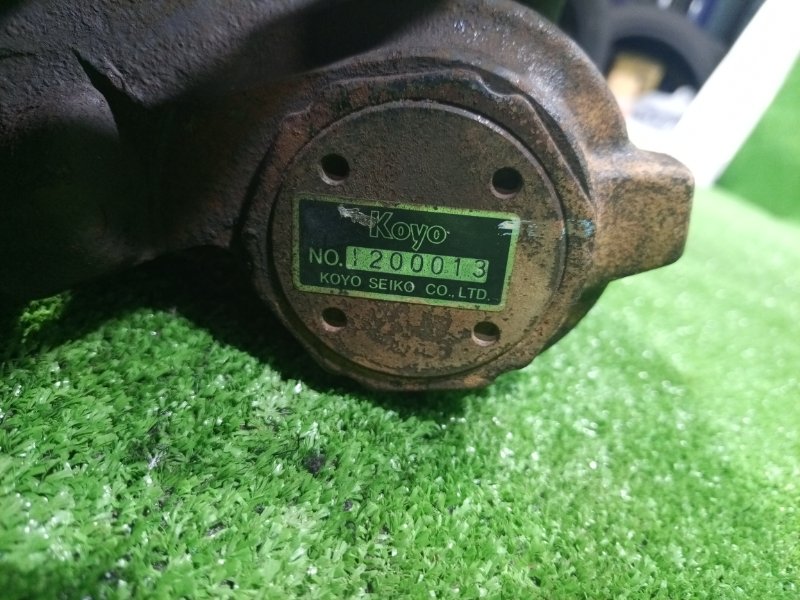 Koyo
NO. 1200013
KOYO SEIKO CO., LTD.